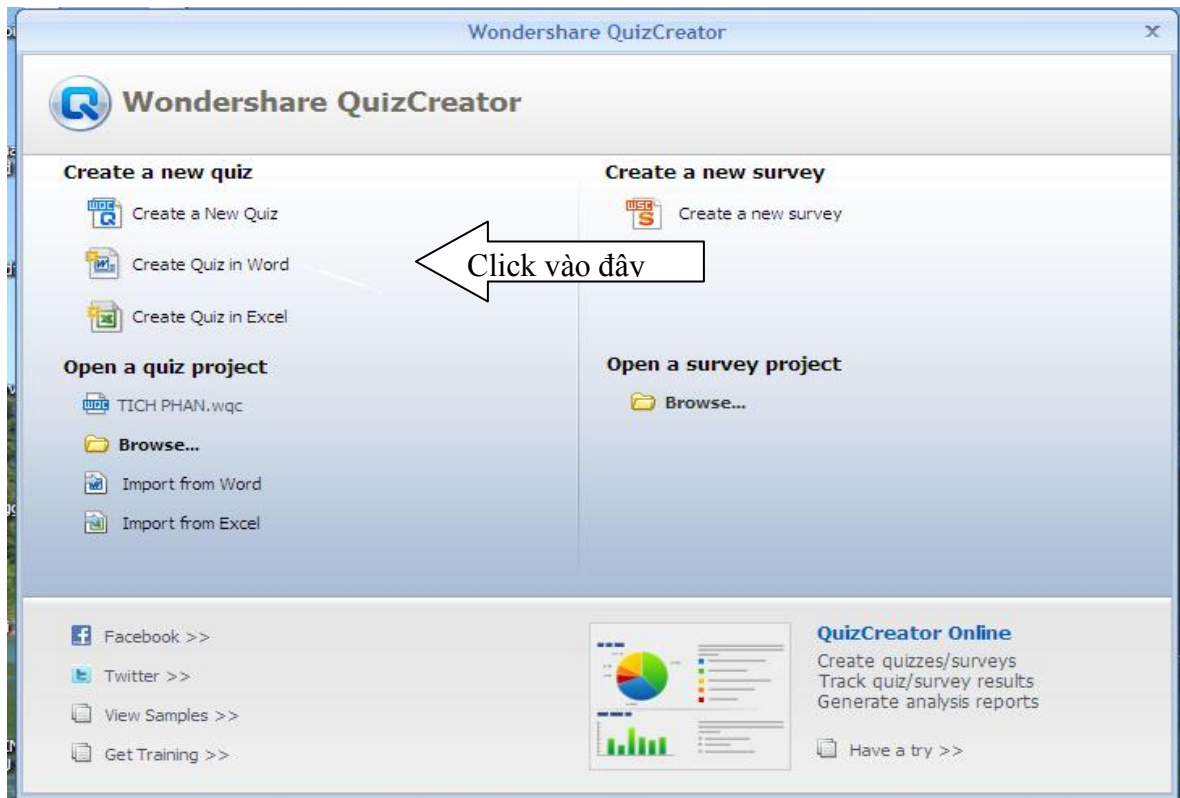 Wondershare QuizCreator x
Wondershare QuizCreator
Create a new quiz
Create a New Quiz
Create Quiz in Word
Create Quiz in Excel
Click vào đây
Open a quiz project
TICH PHAN.wqc
Browse...
Import from Word
Import from Excel
Create a new survey
Create a new survey
Open a survey project
Browse...
Facebook >>
Twitter >>
View Samples >>
Get Training >>
QuizCreator Online
Create quizzes/surveys
Track quiz/survey results
Generate analysis reports
Have a try >>